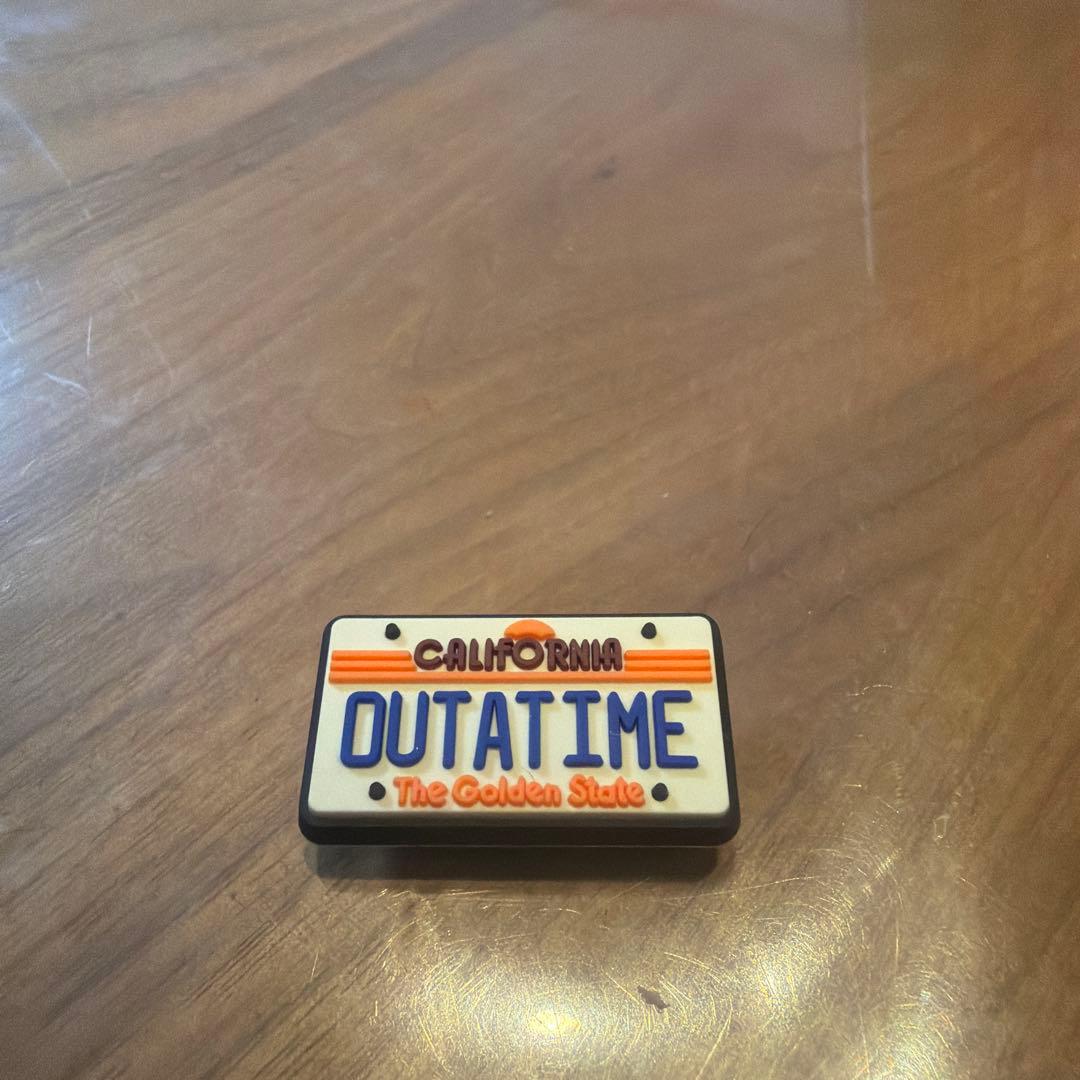 CALIFORNIA
OUTATIME
The Golden State